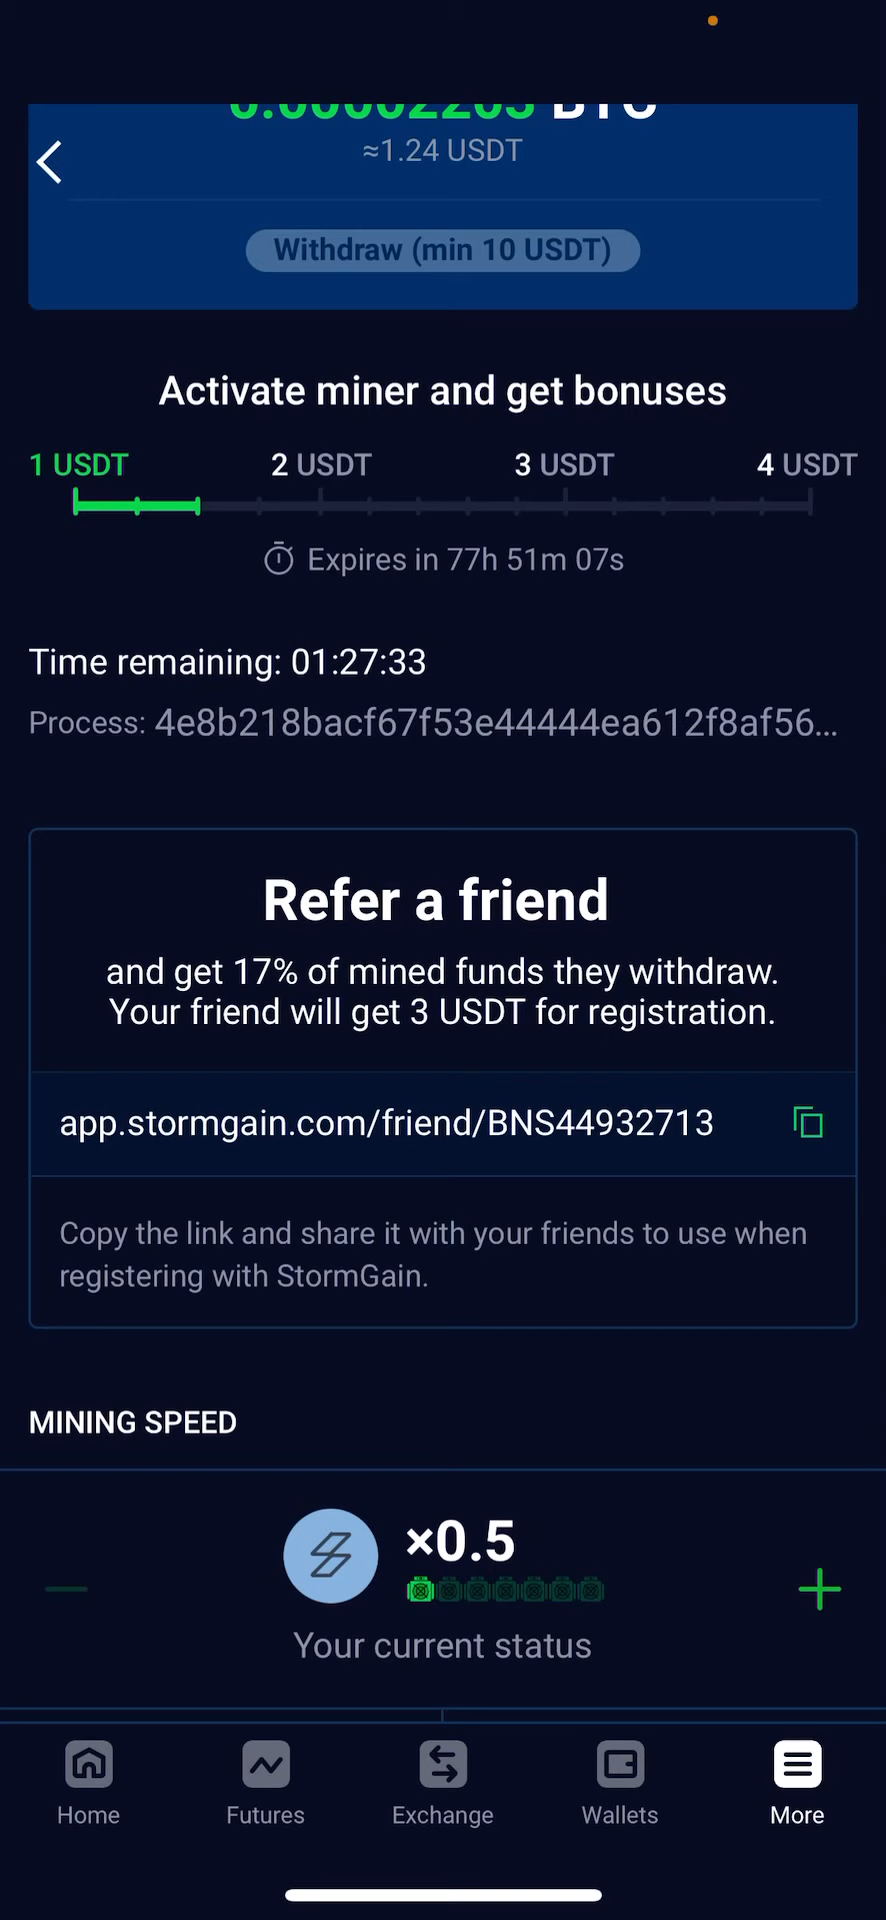 ≈1.24 USDT
Withdraw (min 10 USDT)
Activate miner and get bonuses
1 USDT 2 USDT 3 USDT 4 USDT
Expires in 77h 51m 07s
Time remaining: 01:27:33
Process: 4e8b218bacf67f53e44444ea612f8af56...
Refer a friend
and get 17% of mined funds they withdraw.
Your friend will get 3 USDT for registration.
app.stormgain.com/friend/BNS44932713
Copy the link and share it with your friends to use when
registering with StormGain.
MINING SPEED
×0.5
Your current status
Home Futures Exchange Wallets More